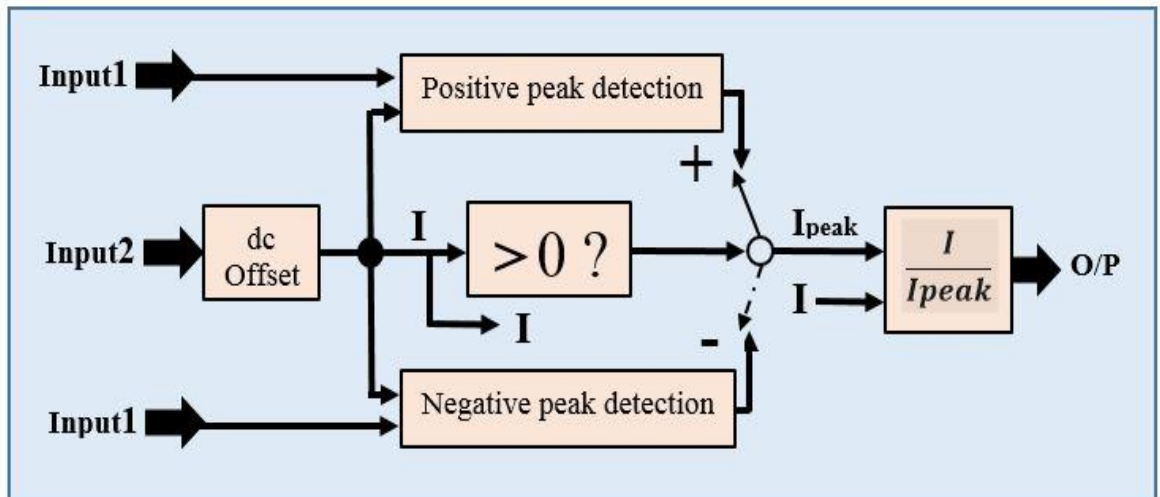 Input1
Positive peak detection
+
Input2
dc
Offset
I
> 0 ?
Ipeak
I
Ipeak
O/P
I
I
-
Input1
Negative peak detection